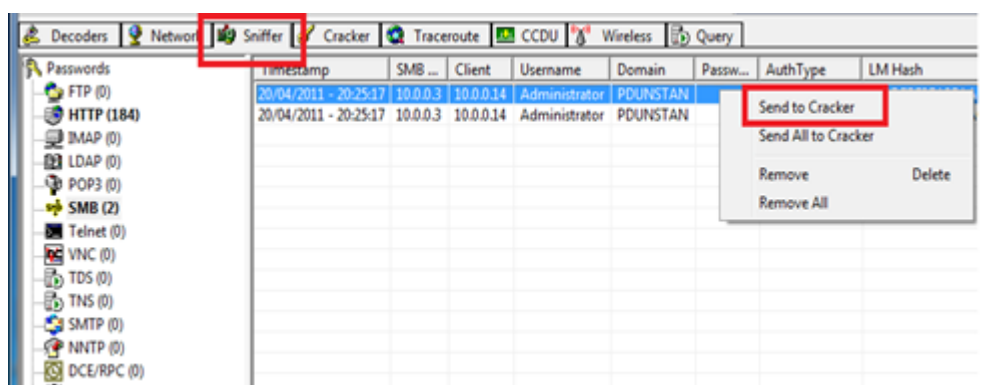 Decoders Network Sniffer Cracker Traceroute CCDU Wireless Query
Passwords
Timestamp SMB ... Client Username Domain Passw... AuthType LM Hash
FTP (0)
20/04/2011 - 20:25:17 10.0.0.3 10.0.0.14 Administrator PDUNSTAN
HTTP (184)
20/04/2011 - 20:25:17 10.0.0.3 10.0.0.14 Administrator PDUNSTAN
Send to Cracker
IMAP (0)
Send All to Cracker
LDAP (0)
POP3 (0)
Remove Delete
SMB (2)
Remove All
Telnet (0)
VNC (0)
TDS (0)
TNS (0)
SMTP (0)
NNTP (0)
DCE/RPC (0)